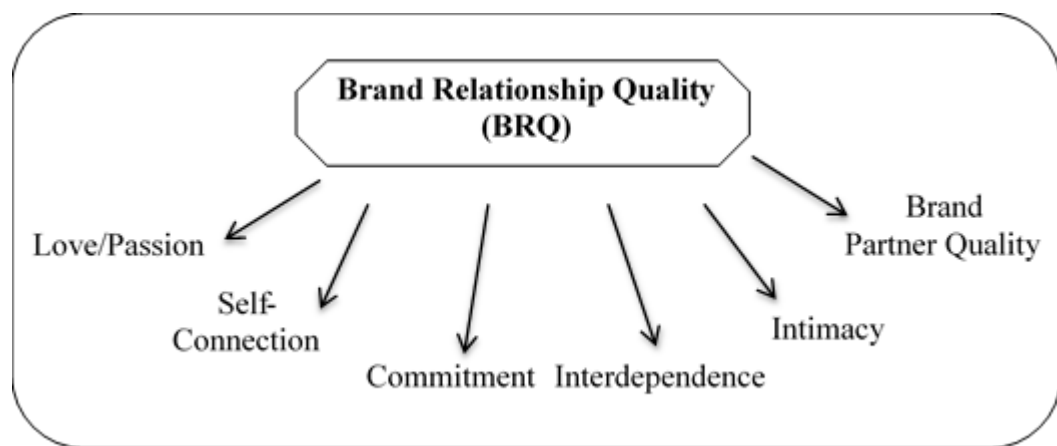 Brand Relationship Quality
(BRQ)
Love/Passion
Self-
Connection
Commitment
Interdependence
Intimacy
Brand
Partner Quality